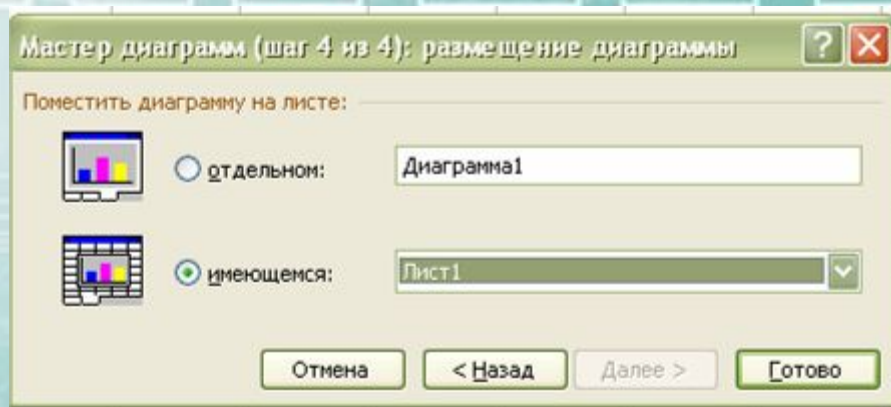 Мастер диаграмм (шаг 4 из 4): размещение диаграммы
Поместить диаграмму на листе:
отдельном: Диаграмма1
имеющемся: Лист1
Отмена < Назад Далее > Готово